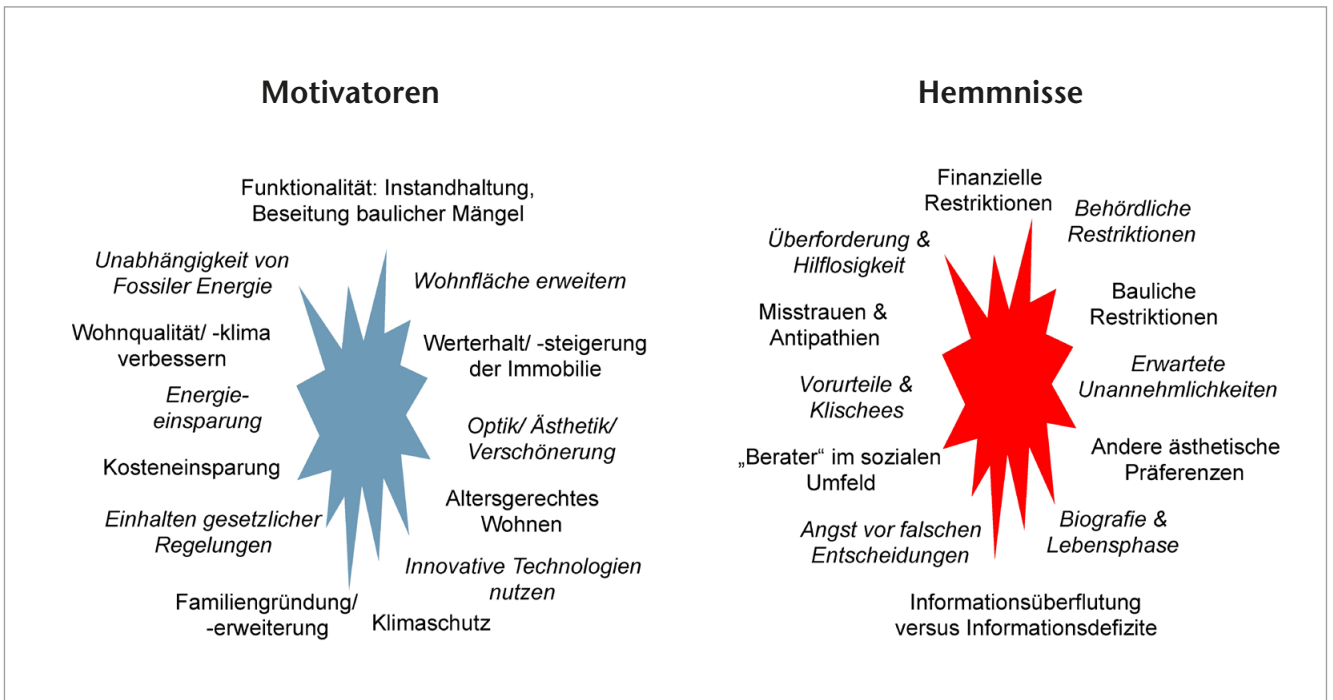 Motivatoren
Funktionalität: Instandhaltung,
Beseitung baulicher Mängel
Unabhängigkeit von
Fossiler Energie
Wohnfläche erweitern
Wohnqualität/ -klima
verbessern
Werterhalt/ -steigerung
der Immobilie
Energie-
einsparung
Optik/ Ästhetik/
Verschönerung
Kosteneinsparung
Altersgerechtes
Wohnen
Einhalten gesetzlicher
Regelungen
Innovative Technologien
nutzen
Familiengründung/
-erweiterung
Klimaschutz
Hemmnisse
Finanzielle
Restriktionen
Behördliche
Restriktionen
Überforderung &
Hilflosigkeit
Bauliche
Restriktionen
Misstrauen &
Antipathien
Erwartete
Unannehmlichkeiten
Vorurteile &
Klischees
Andere ästhetische
Präferenzen
„Berater“ im sozialen
Umfeld
Biografie &
Lebensphase
Angst vor falschen
Entscheidungen
Informationsüberflutung
versus Informationsdefizite